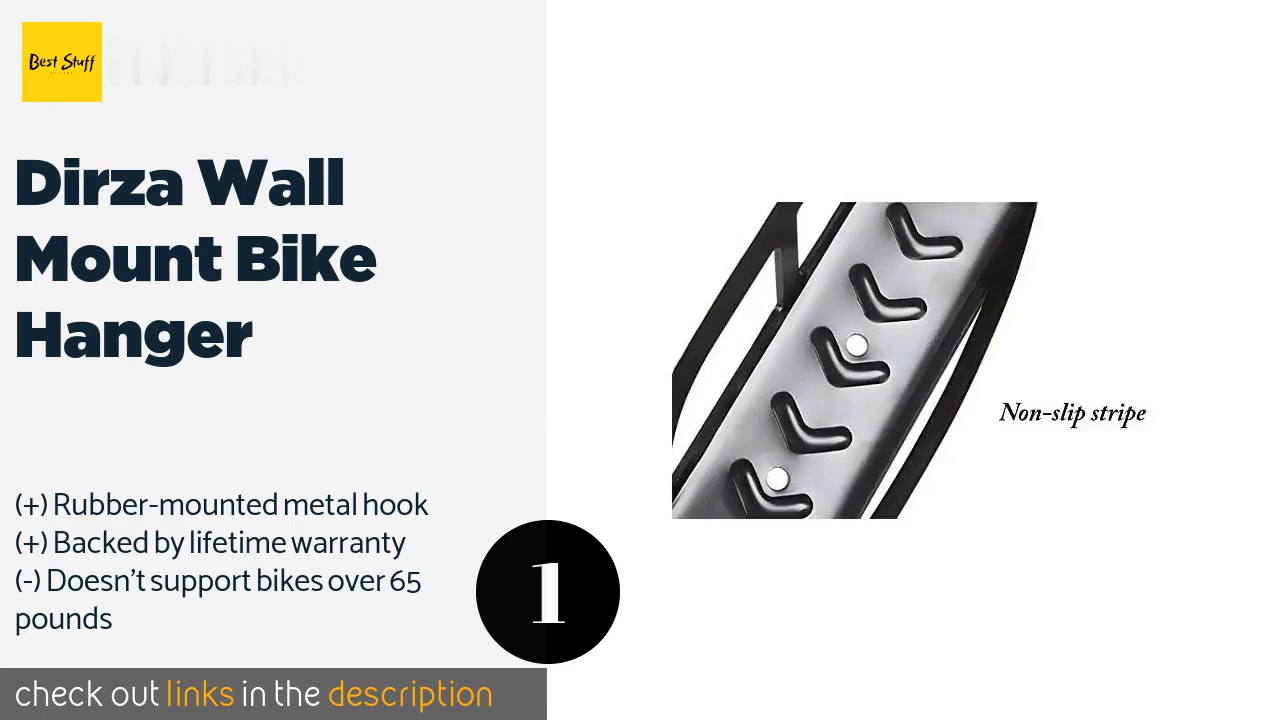 Best Stuff
Dirza Wall
Mount Bike
Hanger
(+) Rubber-mounted metal hook
(+) Backed by lifetime warranty
(-) Doesn't support bikes over 65
pounds
1
Non-slip stripe
check out links in the description